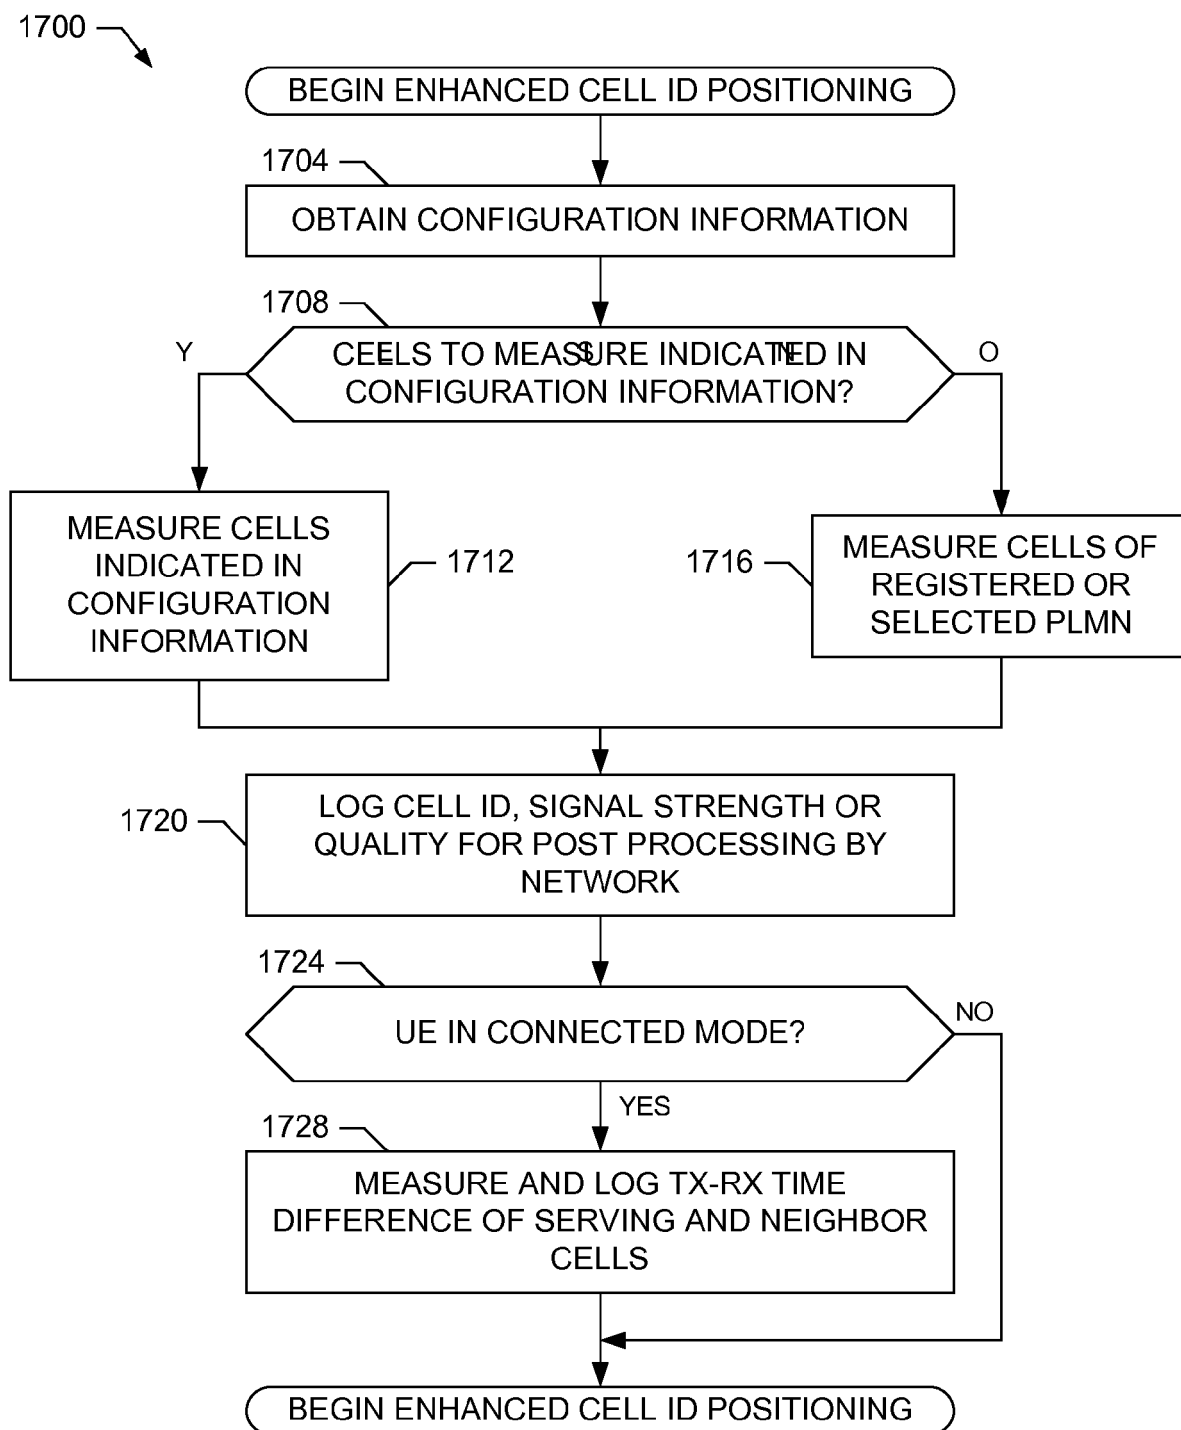 1700
BEGIN ENHANCED CELL ID POSITIONING
1704
OBTAIN CONFIGURATION INFORMATION
1708
Y E S
N O
CELLS TO MEASURE INDICATED IN
CONFIGURATION INFORMATION?
MEASURE CELLS
INDICATED IN
CONFIGURATION
INFORMATION
1712
1716
MEASURE CELLS OF
REGISTERED OR
SELECTED PLMN
1720
LOG CELL ID, SIGNAL STRENGTH OR
QUALITY FOR POST PROCESSING BY
NETWORK
1724
UE IN CONNECTED MODE?
NO
YES
1728
MEASURE AND LOG TX-RX TIME
DIFFERENCE OF SERVING AND NEIGHBOR
CELLS
BEGIN ENHANCED CELL ID POSITIONING